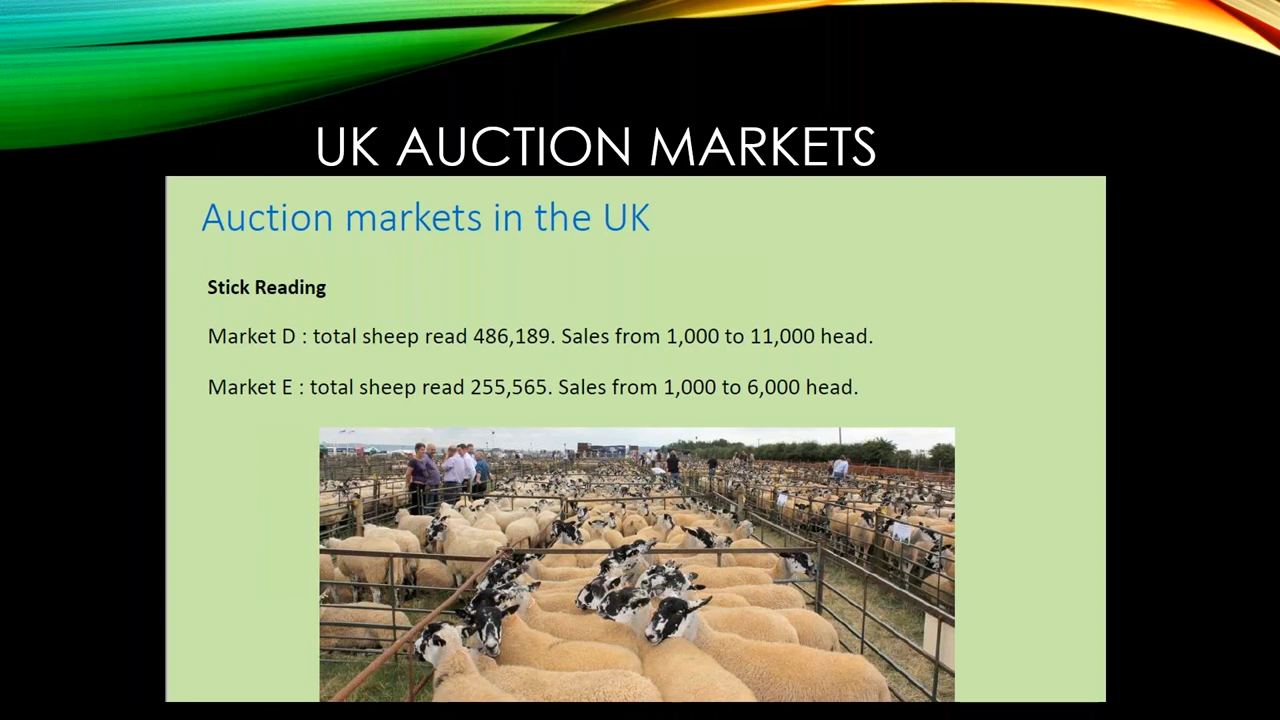 UK AUCTION MARKETS
Auction markets in the UK
Stick Reading
Market D : total sheep read 486,189. Sales from 1,000 to 11,000 head.
Market E : total sheep read 255,565. Sales from 1,000 to 6,000 head.